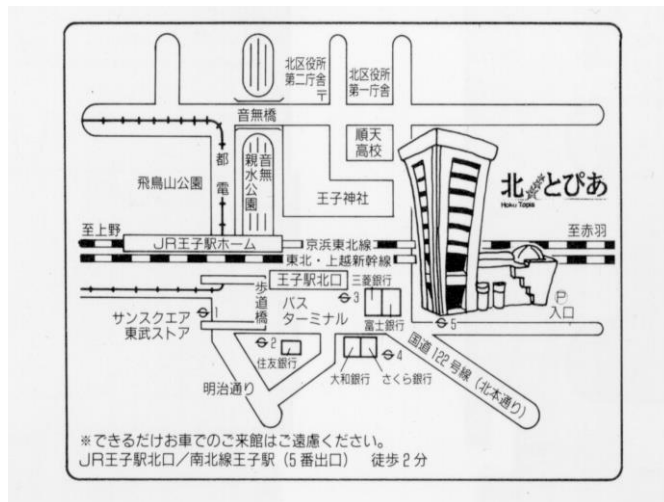 北区役所
第二庁舎
〒
北区役所
第一庁舎
音無橋
順天
高校
都電
音無
親水公園
飛鳥山公園
王子神社
北とぴあ
Hoku Topia
至上野
JR王子駅ホーム
京浜東北線
至赤羽
東北・上越新幹線
王子駅北口
三菱銀行
歩道橋
バス
ターミナル
3
P
入口
サンスクエア
東武ストア
1
富士銀行
5
2
住友銀行
4
国道122号線(北本通り)
明治通り
大和銀行
さくら銀行
※できるだけお車でのご来館はご遠慮ください。
JR王子駅北口/南北線王子駅(5番出口) 徒歩2分